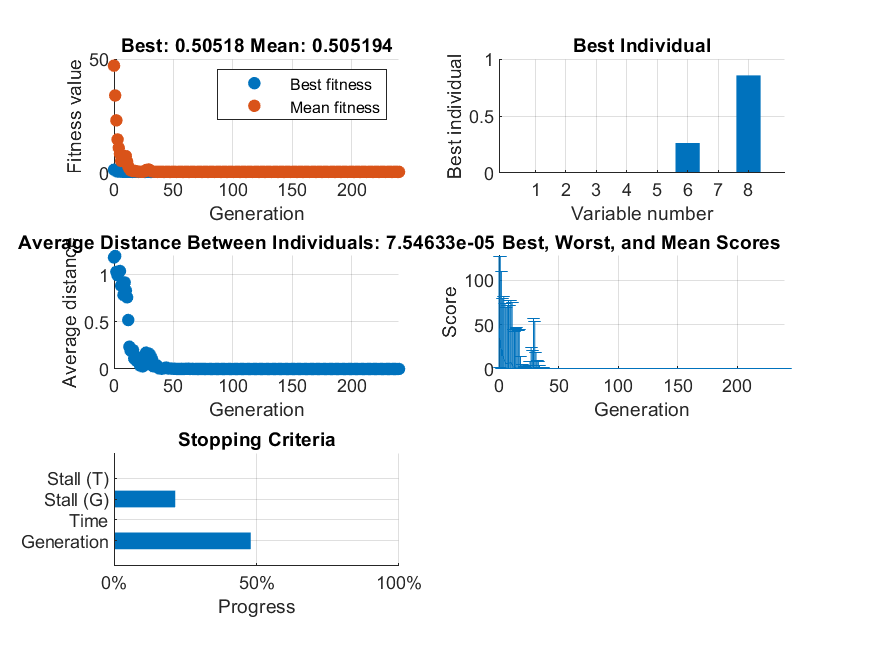 Best: 0.50518 Mean: 0.505194
Fitness value
50
0
Best fitness
Mean fitness
0 50 100 150 200
Generation
Best Individual
Best individual
1
0.5
0
1 2 3 4 5 6 7 8
Variable number
Average Distance Between Individuals: 7.54633e-05
Average distance
1
0.5
0
0 50 100 150 200
Generation
Best, Worst, and Mean Scores
Score
100
50
0
0 50 100 150 200
Generation
Stopping Criteria
Stall (T)
Stall (G)
Time
Generation
0% 50% 100%
Progress